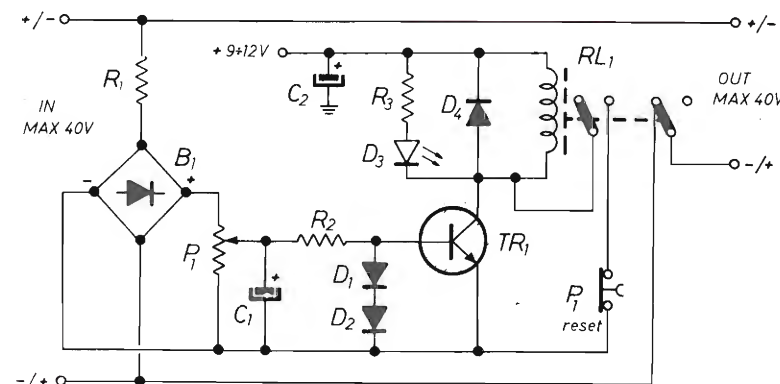 +/-
+/-
+ 9÷12V
RL₁
R₁
+
C₂
R₃
D₄
OUT
MAX 40V
IN
MAX 40V
D₃
B₁
-
+
-/+
P₁
R₂
TR₁
+
C₁
D₁
D₂
P₁
reset
-/+